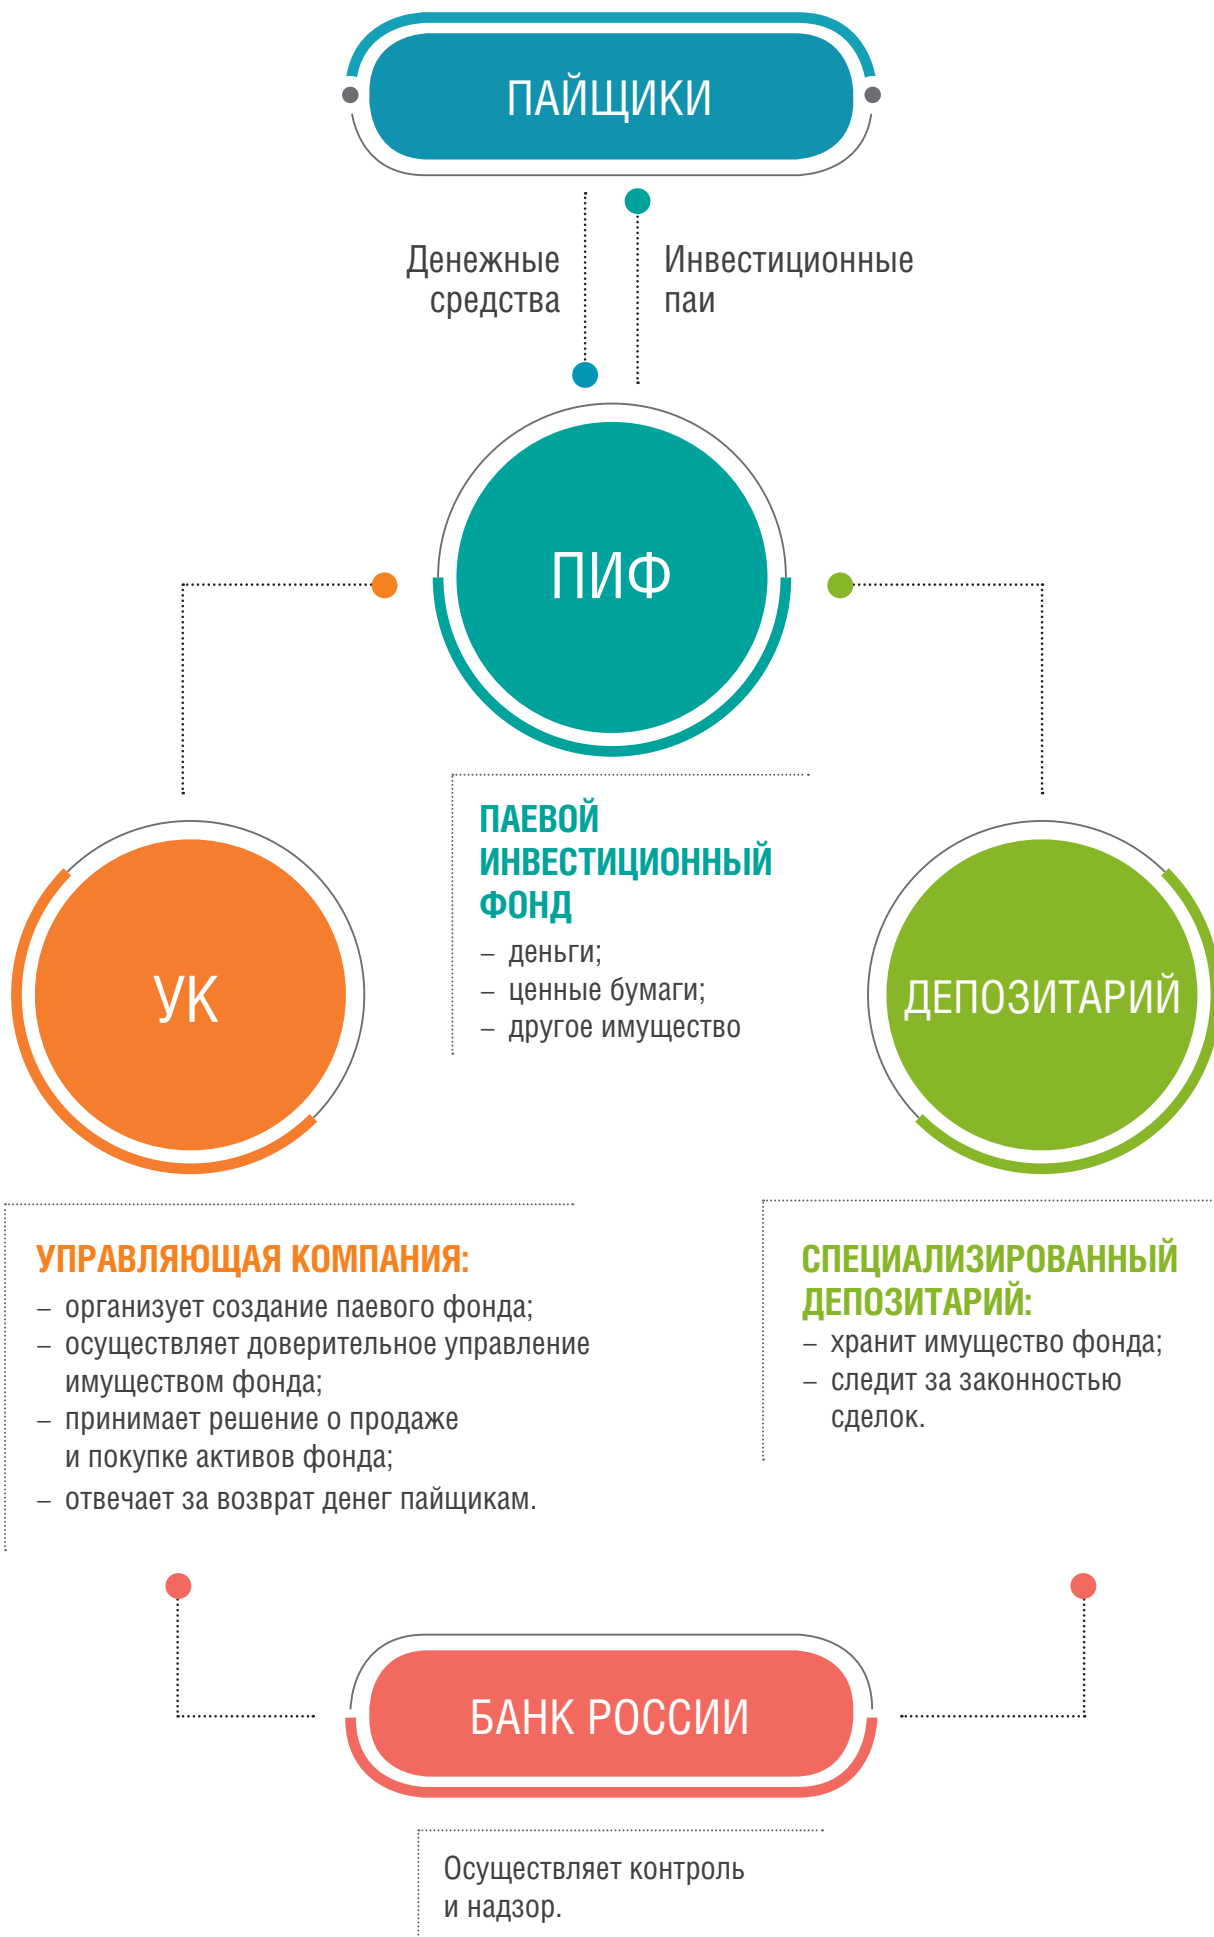 ПАЙЩИКИ
Денежные
средства
Инвестиционные
паи
ПИФ
ПАЕВОЙ
ИНВЕСТИЦИОННЫЙ
ФОНД
– деньги;
– ценные бумаги;
– другое имущество
УК
ДЕПОЗИТАРИЙ
УПРАВЛЯЮЩАЯ КОМПАНИЯ:
– организует создание паевого фонда;
– осуществляет доверительное управление
имуществом фонда;
– принимает решение о продаже
и покупке активов фонда;
– отвечает за возврат денег пайщикам.
СПЕЦИАЛИЗИРОВАННЫЙ
ДЕПОЗИТАРИЙ:
– хранит имущество фонда;
– следит за законностью
сделок.
БАНК РОССИИ
Осуществляет контроль
и надзор.